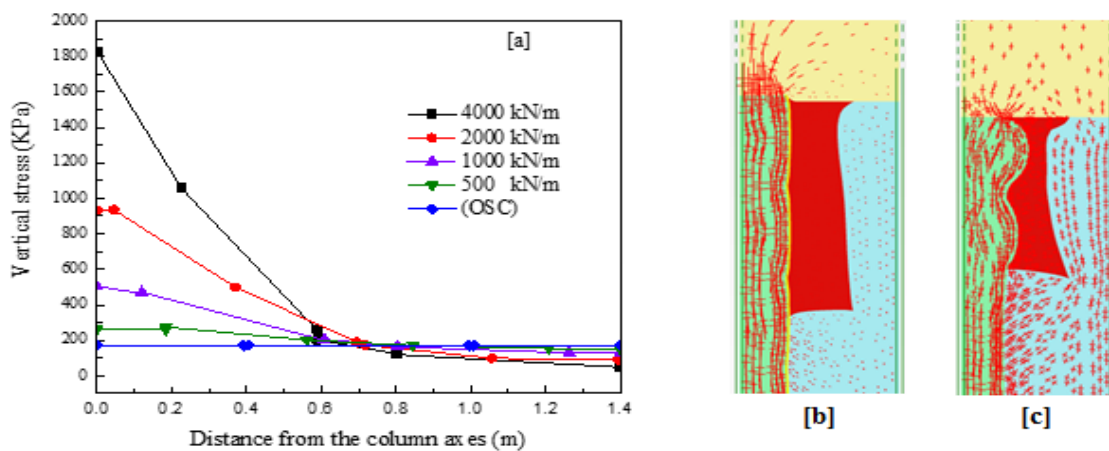 [a]
2000
1800
1600
1400
1200
1000
800
600
400
200
0
Vertical stress (KPa)
4000 kN/m
2000 kN/m
1000 kN/m
500 kN/m
(OSC)
0.0 0.2 0.4 0.6 0.8 1.0 1.2 1.4
Distance from the column axes (m)
[b]
[c]